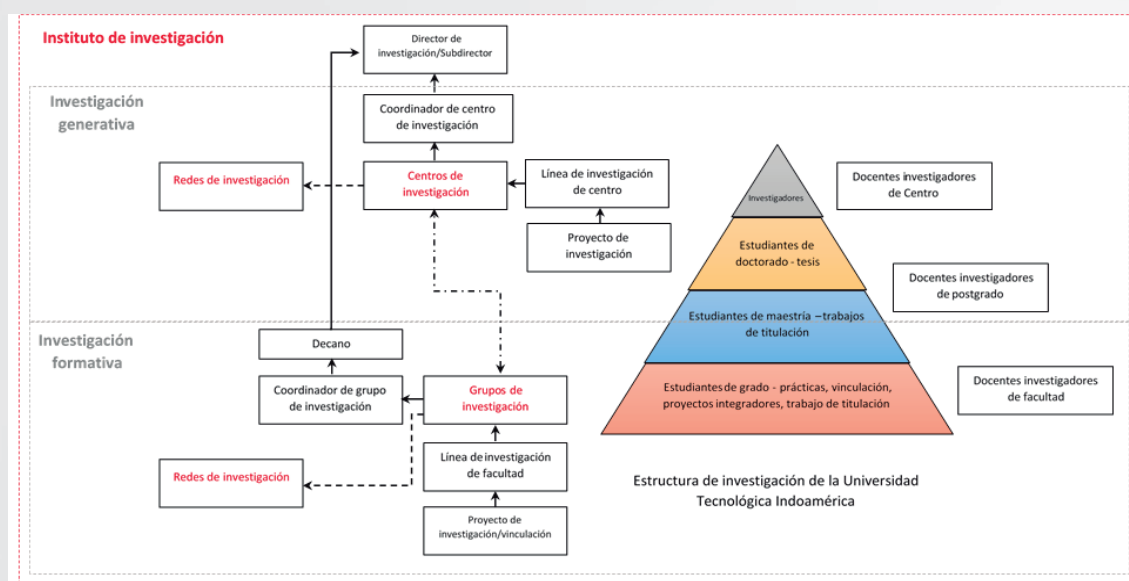 Instituto de investigación
Director de
investigación/Subdirector
Investigación
generativa
Coordinador de centro
de investigación
Redes de investigación
Centros de
investigación
Línea de investigación
de centro
Proyecto de
investigación
Investigadores
Docentes investigadores
de Centro
Estudiantes de
doctorado - tesis
Docentes investigadores
de postgrado
Estudiantes de maestría – trabajos
de titulación
Investigación
formativa
Decano
Coordinador de grupo
de investigación
Grupos de
investigación
Estudiantes de grado - prácticas, vinculación,
proyectos integradores, trabajo de titulación
Docentes investigadores
de facultad
Redes de investigación
Línea de investigación
de facultad
Proyecto de
investigación/vinculación
Estructura de investigación de la Universidad
Tecnológica Indoamérica